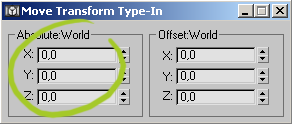 Move Transform Type-In
Absolute:World Offset:World
X: 0,0 X: 0,0
Y: 0,0 Y: 0,0
Z: 0,0 Z: 0,0